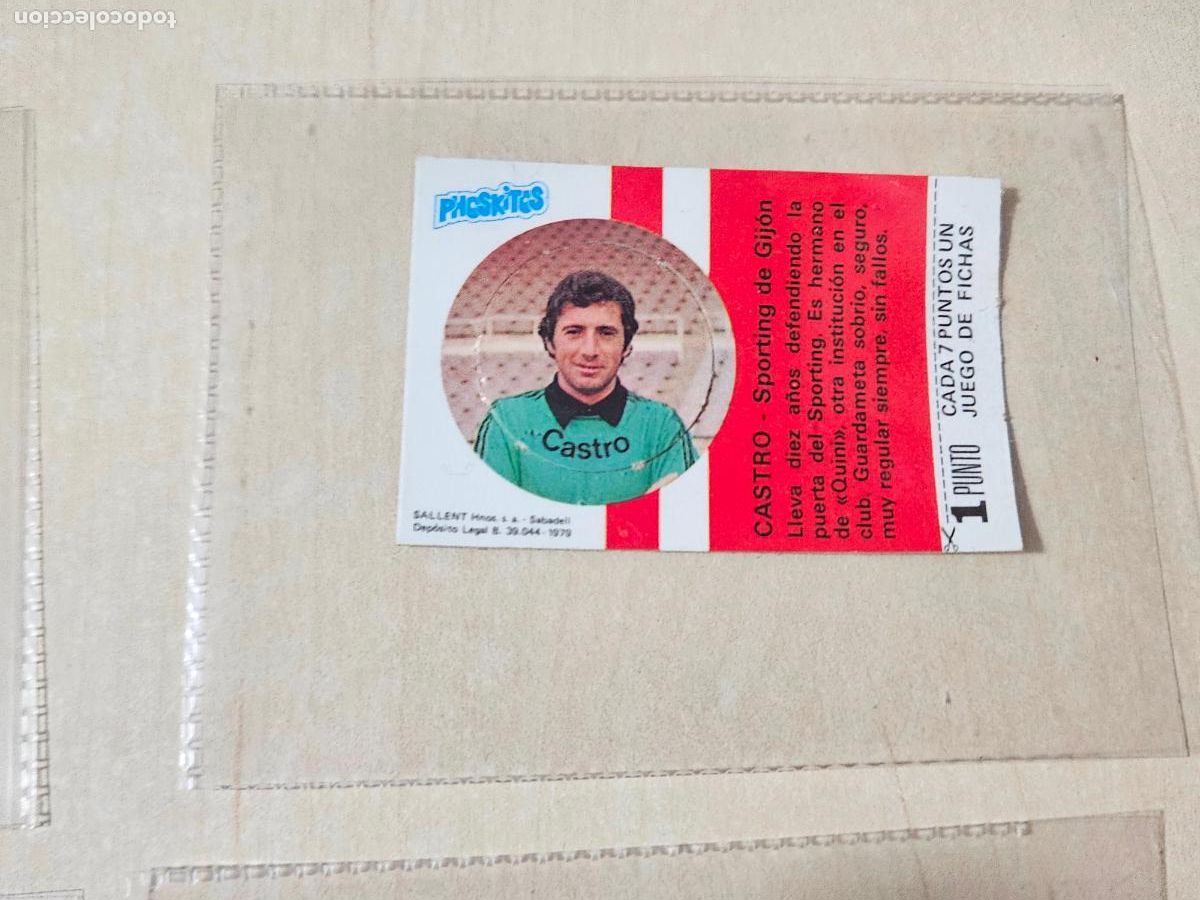 todocoleccion
PHOSKITOS
Castro
SALLENT Hnos. s. a. - Sabadell
Depósito Legal B. 39.044 - 1979
CASTRO - Sporting de Gijón
Lleva diez años defendiendo la
puerta del Sporting. Es hermano
de «Quini», otra institución en el
club. Guardameta sobrio, seguro,
muy regular siempre, sin fallos.
1 PUNTO
CADA 7 PUNTOS UN
JUEGO DE FICHAS